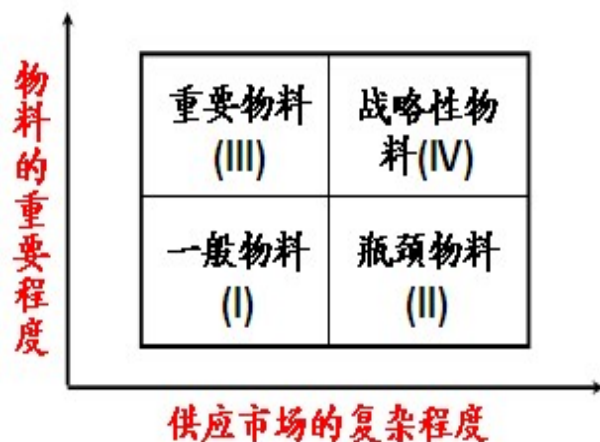 物料的重要程度
重要物料
(III)
战略性物
料(IV)
一般物料
(I)
瓶颈物料
(II)
供应市场的复杂程度